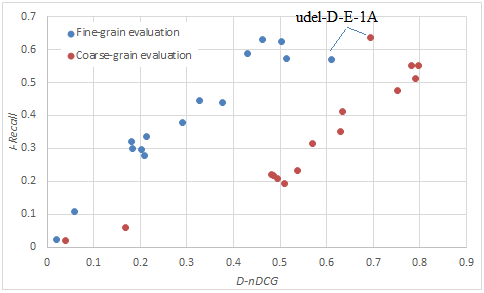 udel-D-E-1A
Fine-grain evaluation
Coarse-grain evaluation
0.7
0.6
0.5
0.4
0.3
0.2
0.1
0
I-Recall
0 0.1 0.2 0.3 0.4 0.5 0.6 0.7 0.8 0.9
D-nDCG